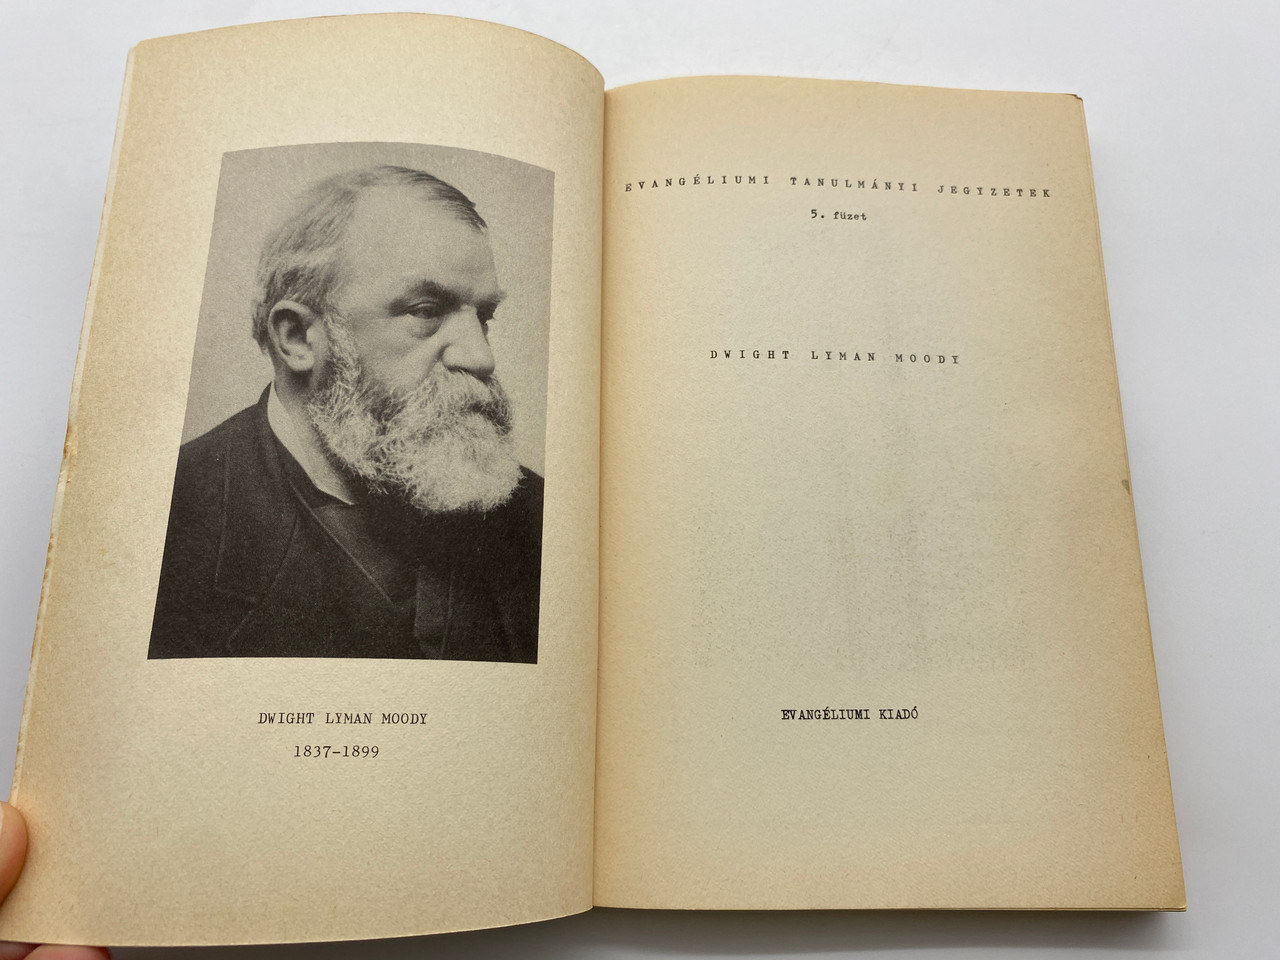 DWIGHT LYMAN MOODY
1837-1899
EVANGÉLIUMI TANULMÁNYI JEGYZETEK
5. füzet
DWIGHT LYMAN MOODY
EVANGÉLIUMI KIADÓ